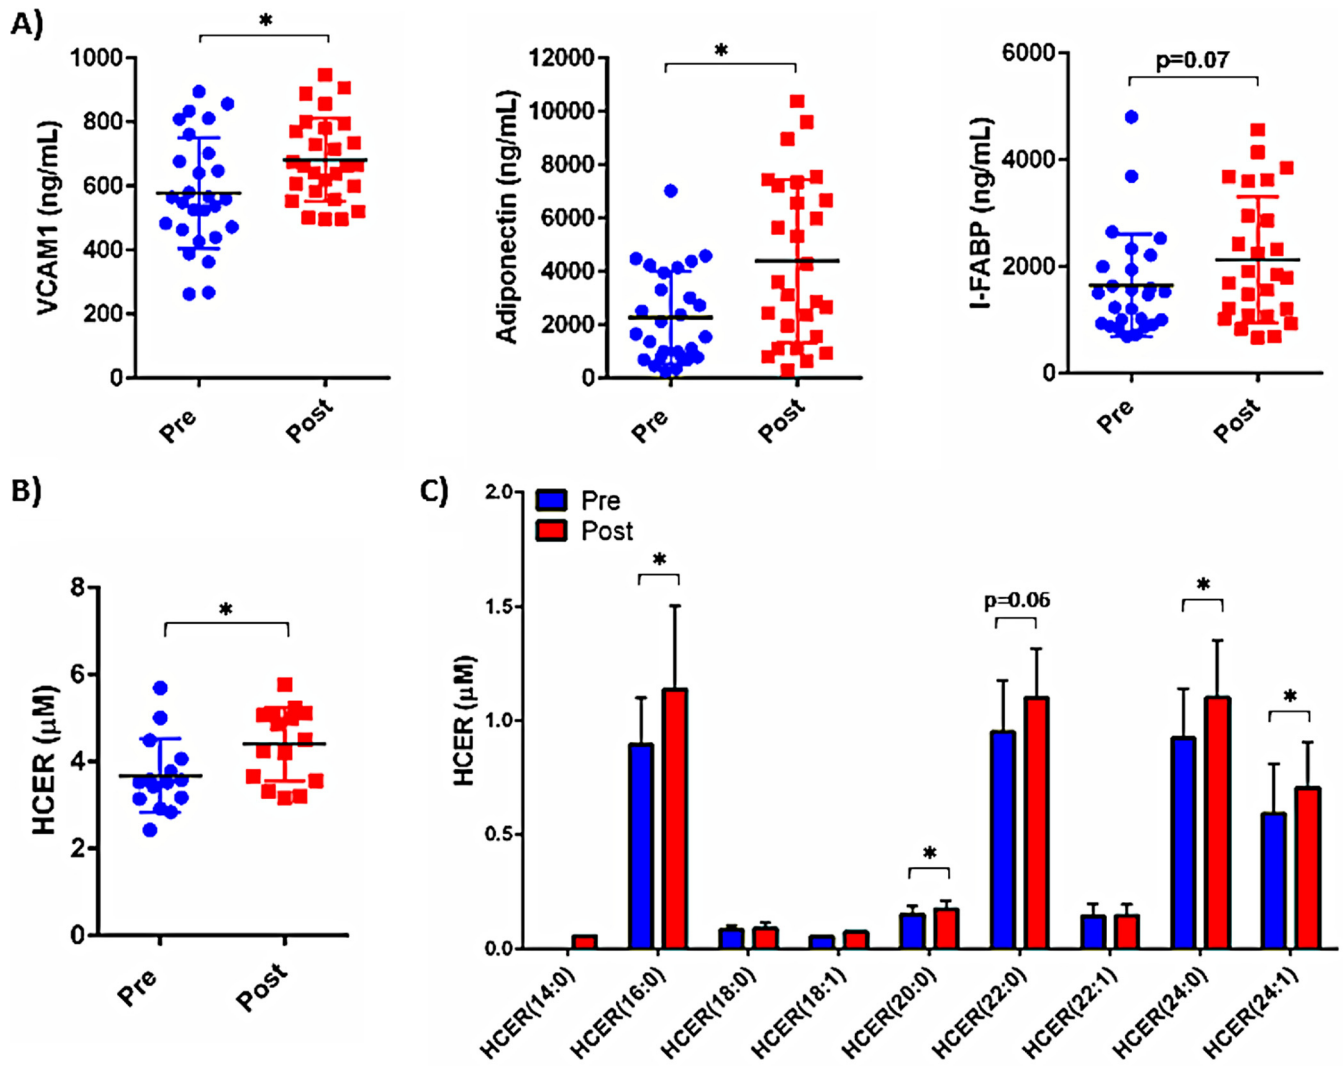 A)
*
VCAM1 (ng/mL)
1000
800
600
400
200
0
Pre
Post
*
Adiponectin (ng/mL)
12000
10000
8000
6000
4000
2000
0
Pre
Post
p=0.07
I-FABP (ng/mL)
6000
4000
2000
0
Pre
Post
B)
*
HCER (μM)
8
6
4
2
0
Pre
Post
C)
Pre
Post
HCER (μM)
2.0
1.5
1.0
0.5
0.0
*
*
p=0.06
*
*
HCER(14:0)
HCER(16:0)
HCER(18:0)
HCER(18:1)
HCER(20:0)
HCER(22:0)
HCER(22:1)
HCER(24:0)
HCER(24:1)